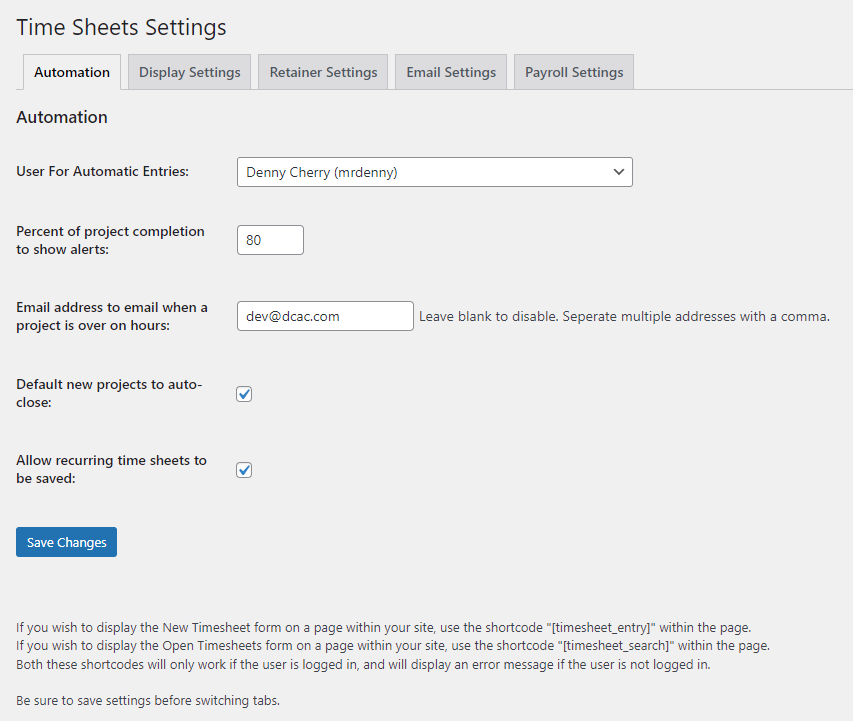 Time Sheets Settings
Automation Display Settings Retainer Settings Email Settings Payroll Settings
Automation
User For Automatic Entries: Denny Cherry (mrdenny)
Percent of project completion
to show alerts:
80
Email address to email when a
project is over on hours:
dev@dcac.com Leave blank to disable. Seperate multiple addresses with a comma.
Default new projects to auto-
close:
Allow recurring time sheets to
be saved:
Save Changes
If you wish to display the New Timesheet form on a page within your site, use the shortcode "[timesheet_entry]" within the page.
If you wish to display the Open Timesheets form on a page within your site, use the shortcode "[timesheet_search]" within the page.
Both these shortcodes will only work if the user is logged in, and will display an error message if the user is not logged in.
Be sure to save settings before switching tabs.